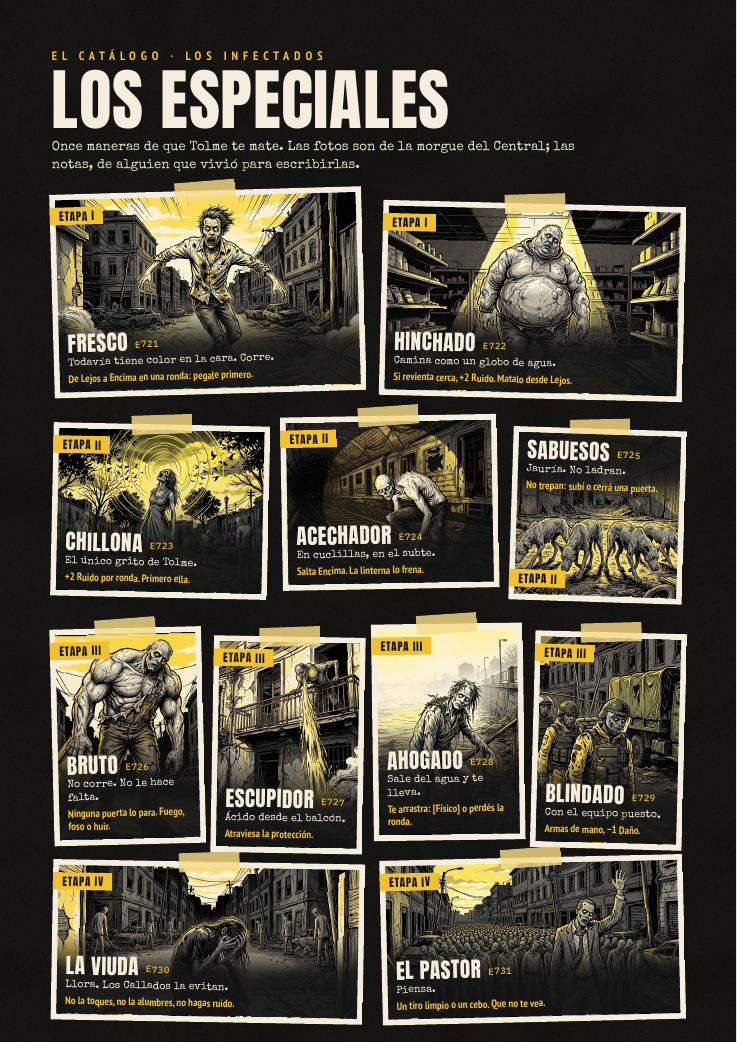 EL CATÁLOGO · LOS INFECTADOS
LOS ESPECIALES
Once maneras de que Tolme te mate. Las fotos son de la morgue del Central; las
notas, de alguien que vivió para escribirlas.
ETAPA I
FRESCO E721
Todavía tiene color en la cara. Corre.
De Lejos a Encima en una ronda: pegale primero.
ETAPA I
HINCHADO E722
Camina como un globo de agua.
Si revienta cerca, +2 Ruido. Matalo desde Lejos.
ETAPA II
CHILLONA E723
El único grito de Tolme.
+2 Ruido por ronda. Primero ella.
ETAPA II
ACECHADOR E724
En cuclillas, en el subte.
Salta Encima. La linterna lo frena.
SABUESOS E725
Jauría. No ladran.
No trepan: subí o cerrá una puerta.
ETAPA II
ETAPA III
BRUTO E726
No corre. No le hace
falta.
Ninguna puerta lo para. Fuego,
foso o huir.
ETAPA III
ESCUPIDOR E727
Ácido desde el balcón.
Atraviesa la protección.
ETAPA III
AHOGADO E728
Sale del agua y te
lleva.
Te arrastra: [Físico] o perdés la
ronda.
ETAPA III
BLINDADO E729
Con el equipo puesto.
Armas de mano, −1 Daño.
ETAPA IV
LA VIUDA E730
Llora. Los Callados la evitan.
No la toques, no la alumbres, no hagas ruido.
ETAPA IV
EL PASTOR E731
Piensa.
Un tiro limpio o un cebo. Que no te vea.